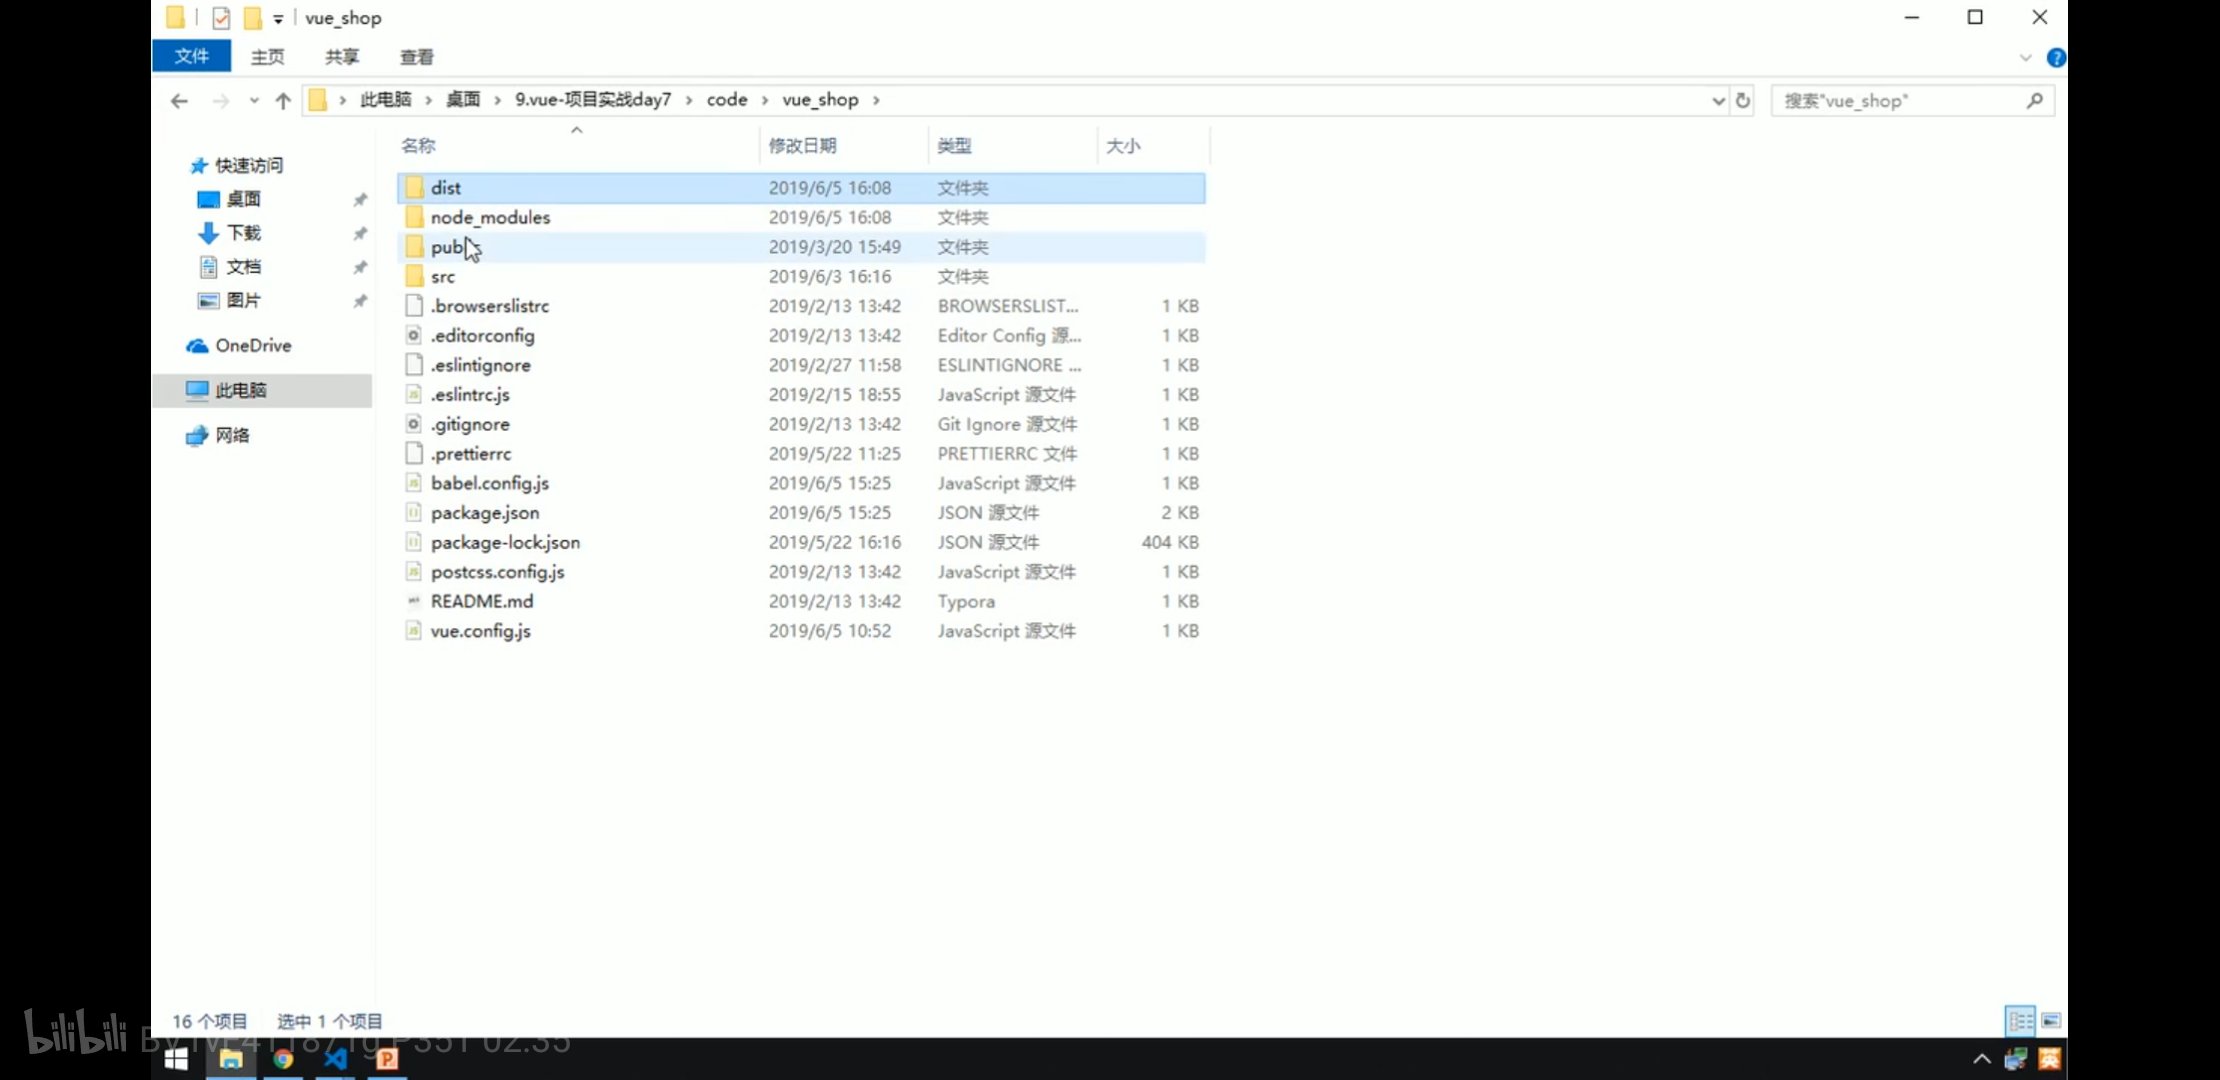 vue_shop
文件 主页 共享 查看
此电脑 桌面 9.vue-项目实战day7 code vue_shop 搜索"vue_shop"
名称 修改日期 类型 大小
快速访问
桌面
下载
文档
图片
OneDrive
此电脑
网络
dist 2019/6/5 16:08 文件夹
node_modules 2019/6/5 16:08 文件夹
2019/3/20 15:49 文件夹
src 2019/6/3 16:16 文件夹
.browserslistrc 2019/2/13 13:42 BROWSERSLIST... 1 KB
.editorconfig 2019/2/13 13:42 Editor Config 源... 1 KB
.eslintignore 2019/2/27 11:58 ESLINTIGNORE ... 1 KB
.eslintrc.js 2019/2/15 18:55 JavaScript 源文件 1 KB
.gitignore 2019/2/13 13:42 Git Ignore 源文件 1 KB
.prettierrc 2019/5/22 11:25 PRETTIERRC 文件 1 KB
babel.config.js 2019/6/5 15:25 JavaScript 源文件 1 KB
package.json 2019/6/5 15:25 JSON 源文件 2 KB
package-lock.json 2019/5/22 16:16 JSON 源文件 404 KB
postcss.config.js 2019/2/13 13:42 JavaScript 源文件 1 KB
README.md 2019/2/13 13:42 Typora 1 KB
vue.config.js 2019/6/5 10:52 JavaScript 源文件 1 KB
16 个项目 选中 1 个项目
bilibili
英